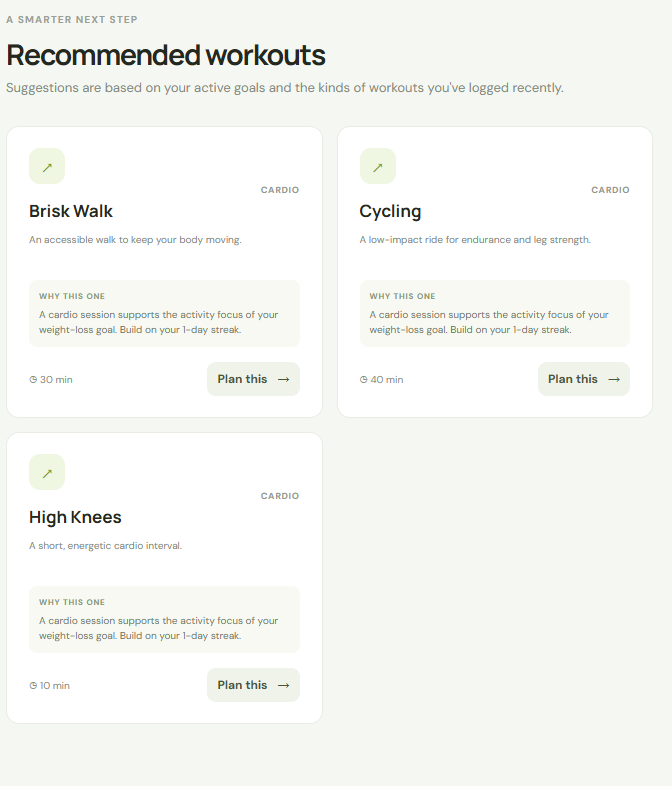 A SMARTER NEXT STEP
Recommended workouts
Suggestions are based on your active goals and the kinds of workouts you've logged recently.
CARDIO
Brisk Walk
An accessible walk to keep your body moving.
WHY THIS ONE
A cardio session supports the activity focus of your
weight-loss goal. Build on your 1-day streak.
30 min
Plan this →
CARDIO
Cycling
A low-impact ride for endurance and leg strength.
WHY THIS ONE
A cardio session supports the activity focus of your
weight-loss goal. Build on your 1-day streak.
40 min
Plan this →
CARDIO
High Knees
A short, energetic cardio interval.
WHY THIS ONE
A cardio session supports the activity focus of your
weight-loss goal. Build on your 1-day streak.
10 min
Plan this →